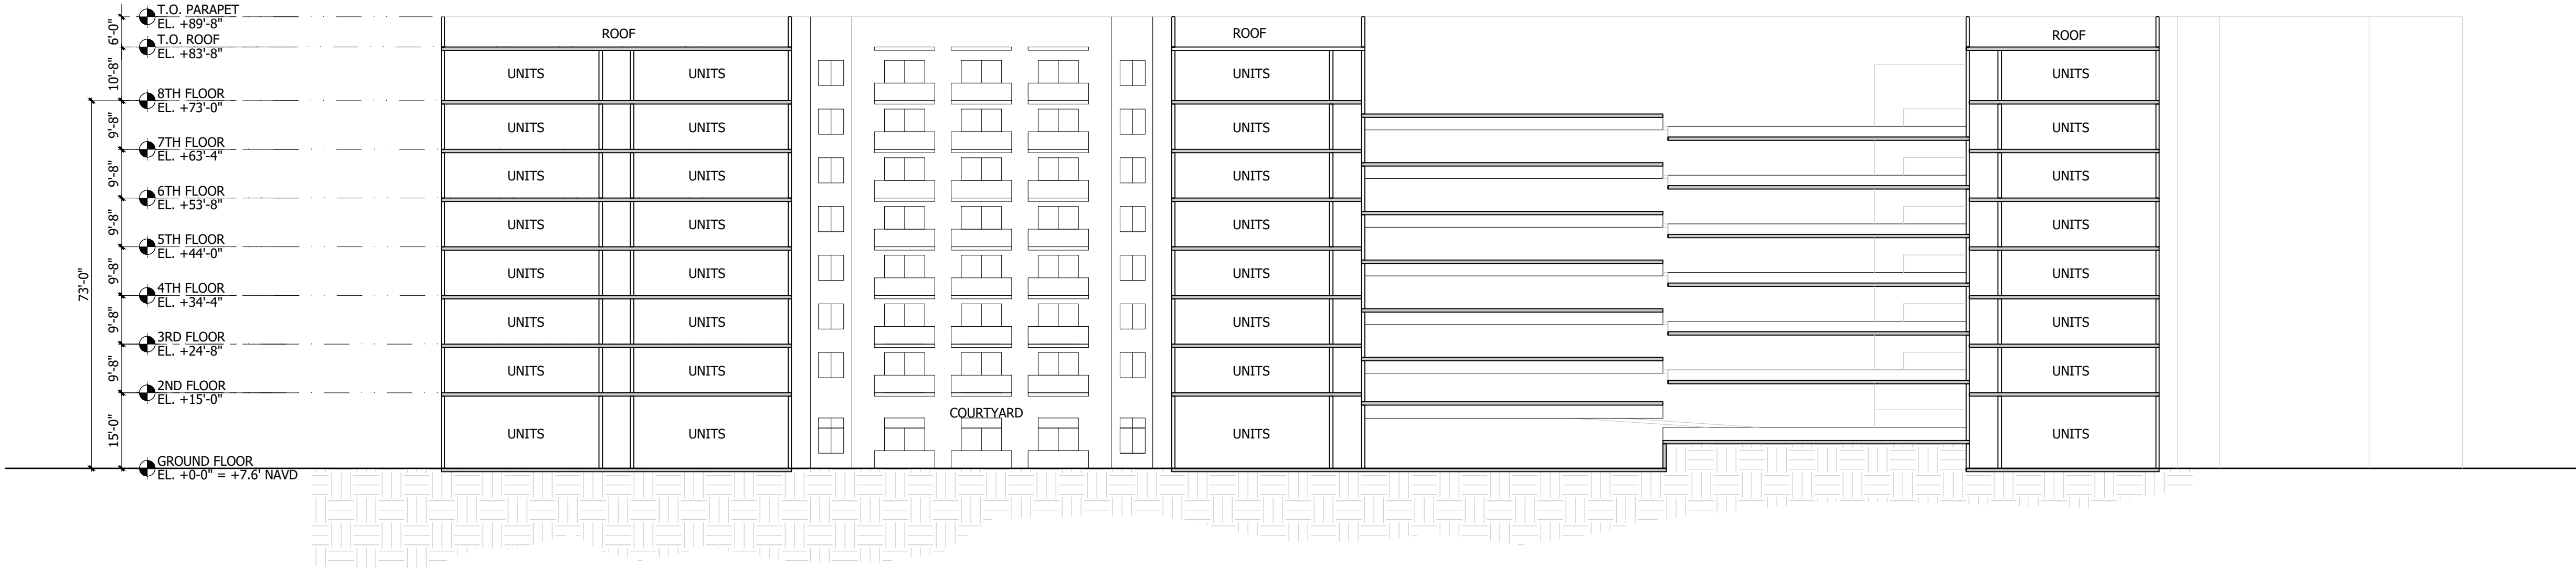 T.O. PARAPET
EL. +89'-8"
6'-0"
T.O. ROOF
EL. +83'-8"
10'-8"
8TH FLOOR
EL. +73'-0"
9'-8"
7TH FLOOR
EL. +63'-4"
9'-8"
6TH FLOOR
EL. +53'-8"
9'-8"
5TH FLOOR
EL. +44'-0"
9'-8"
4TH FLOOR
EL. +34'-4"
9'-8"
3RD FLOOR
EL. +24'-8"
9'-8"
2ND FLOOR
EL. +15'-0"
15'-0"
GROUND FLOOR
EL. +0-0" = +7.6' NAVD
73'-0"
ROOF ROOF ROOF
UNITS UNITS UNITS UNITS
UNITS UNITS UNITS UNITS
UNITS UNITS UNITS UNITS
UNITS UNITS UNITS UNITS
UNITS UNITS UNITS UNITS
UNITS UNITS UNITS UNITS
UNITS UNITS UNITS UNITS
COURTYARD
UNITS UNITS UNITS UNITS